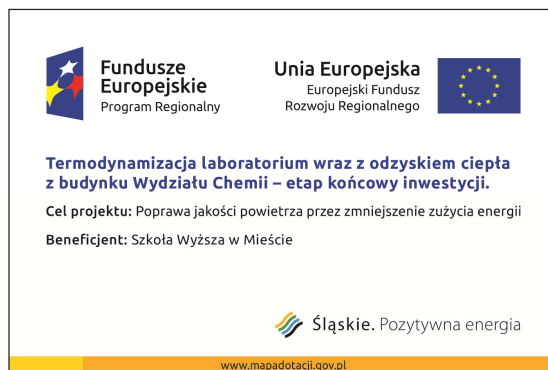 Fundusze
Europejskie
Program Regionalny
Unia Europejska
Europejski Fundusz
Rozwoju Regionalnego
Termodynamizacja laboratorium wraz z odzyskiem ciepła
z budynku Wydziału Chemii – etap końcowy inwestycji.
Cel projektu: Poprawa jakości powietrza przez zmniejszenie zużycia energii
Beneficjent: Szkoła Wyższa w Mieście
Śląskie. Pozytywna energia
www.mapadotacji.gov.pl